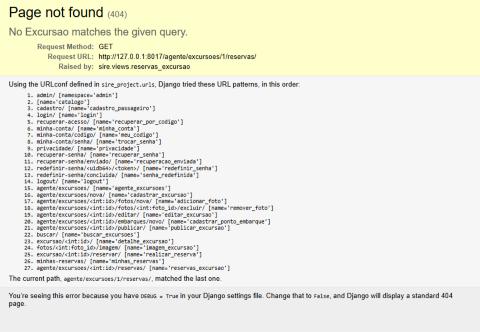 Page not found (404)
No Excursao matches the given query.
Request Method: GET
Request URL: http://127.0.0.1:8017/agente/excursoes/1/reservas/
Raised by: sire.views.reservas_excursao
Using the URLconf defined in sire_project.urls, Django tried these URL patterns, in this order:
1. admin/ [namespace='admin']
2. [name='catalogo']
3. cadastro/ [name='cadastro_passageiro']
4. login/ [name='login']
5. recuperar-acesso/ [name='recuperar_por_codigo']
6. minha-conta/ [name='minha_conta']
7. minha-conta/codigo/ [name='meu_codigo']
8. minha-conta/senha/ [name='trocar_senha']
9. privacidade/ [name='privacidade']
10. recuperar-senha/ [name='recuperar_senha']
11. recuperar-senha/enviado/ [name='recuperacao_enviada']
12. redefinir-senha/<uidb64>/<token>/ [name='redefinir_senha']
13. redefinir-senha/concluida/ [name='senha_redefinida']
14. logout/ [name='logout']
15. agente/excursoes/ [name='agente_excursoes']
16. agente/excursoes/nova/ [name='cadastrar_excursao']
17. agente/excursoes/<int:id>/fotos/nova/ [name='adicionar_foto']
18. agente/excursoes/<int:id>/fotos/<int:foto_id>/excluir/ [name='remover_foto']
19. agente/excursoes/<int:id>/editar/ [name='editar_excursao']
20. agente/excursoes/<int:id>/embarques/novo/ [name='cadastrar_ponto_embarque']
21. agente/excursoes/<int:id>/publicar/ [name='publicar_excursao']
22. buscar/ [name='buscar_excursoes']
23. excursao/<int:id>/ [name='detalhe_excursao']
24. fotos/<int:foto_id>/imagem/ [name='imagem_excursao']
25. excursao/<int:id>/reservar/ [name='realizar_reserva']
26. minhas-reservas/ [name='minhas_reservas']
27. agente/excursoes/<int:id>/reservas/ [name='reservas_excursao']
The current path, agente/excursoes/1/reservas/, matched the last one.
You're seeing this error because you have DEBUG = True in your Django settings file. Change that to False, and Django will display a standard 404
page.